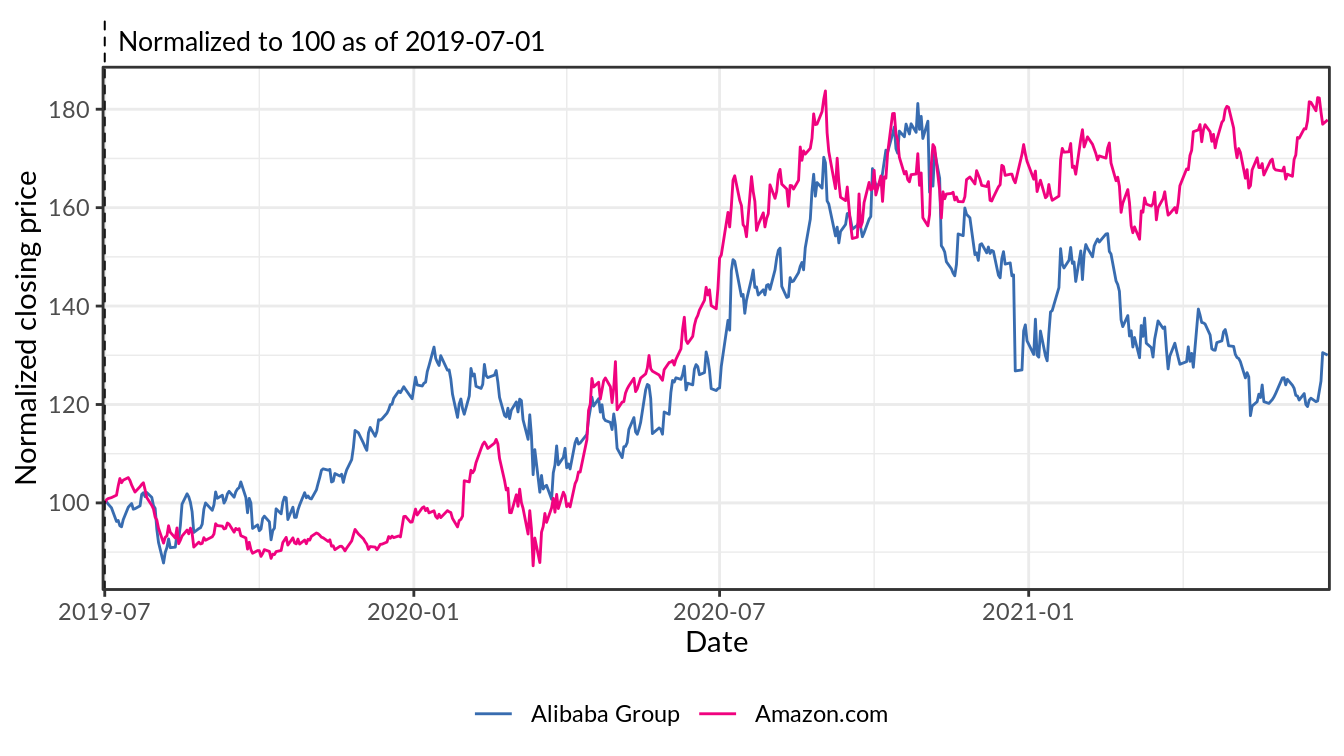 Normalized to 100 as of 2019-07-01
Normalized closing price
180
160
140
120
100
2019-07 2020-01 2020-07 2021-01
Date
Alibaba Group Amazon.com